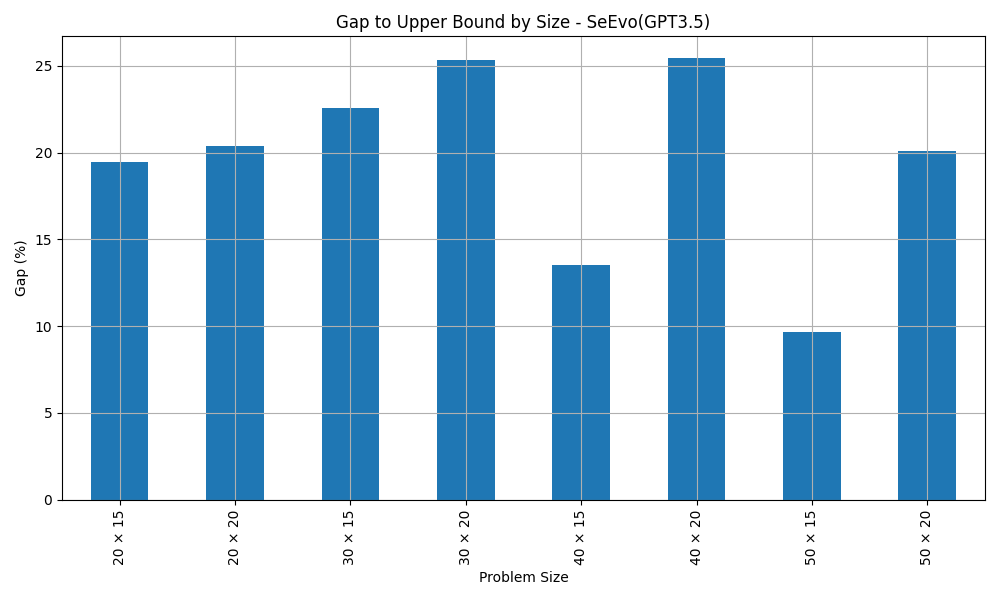 Gap to Upper Bound by Size - SeEvo(GPT3.5)
Gap (%)
25
20
15
10
5
0
20 × 15
20 × 20
30 × 15
30 × 20
40 × 15
40 × 20
50 × 15
50 × 20
Problem Size